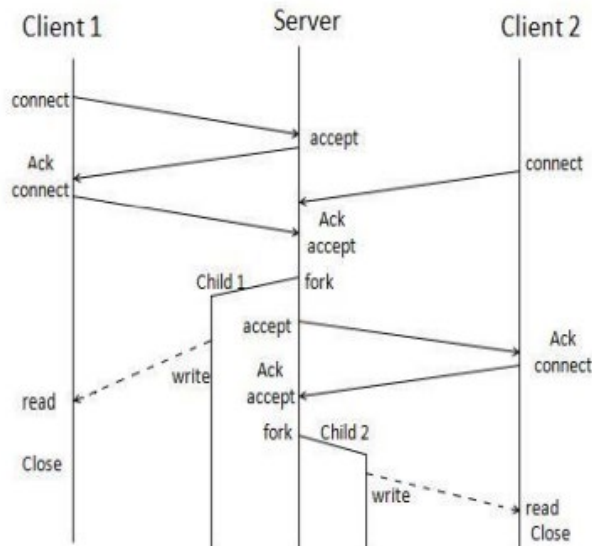 Client 1
Server
Client 2
connect
accept
Ack
connect
connect
Ack
accept
Child 1
fork
accept
Ack
connect
write
Ack
accept
read
fork
Child 2
Close
write
read
Close